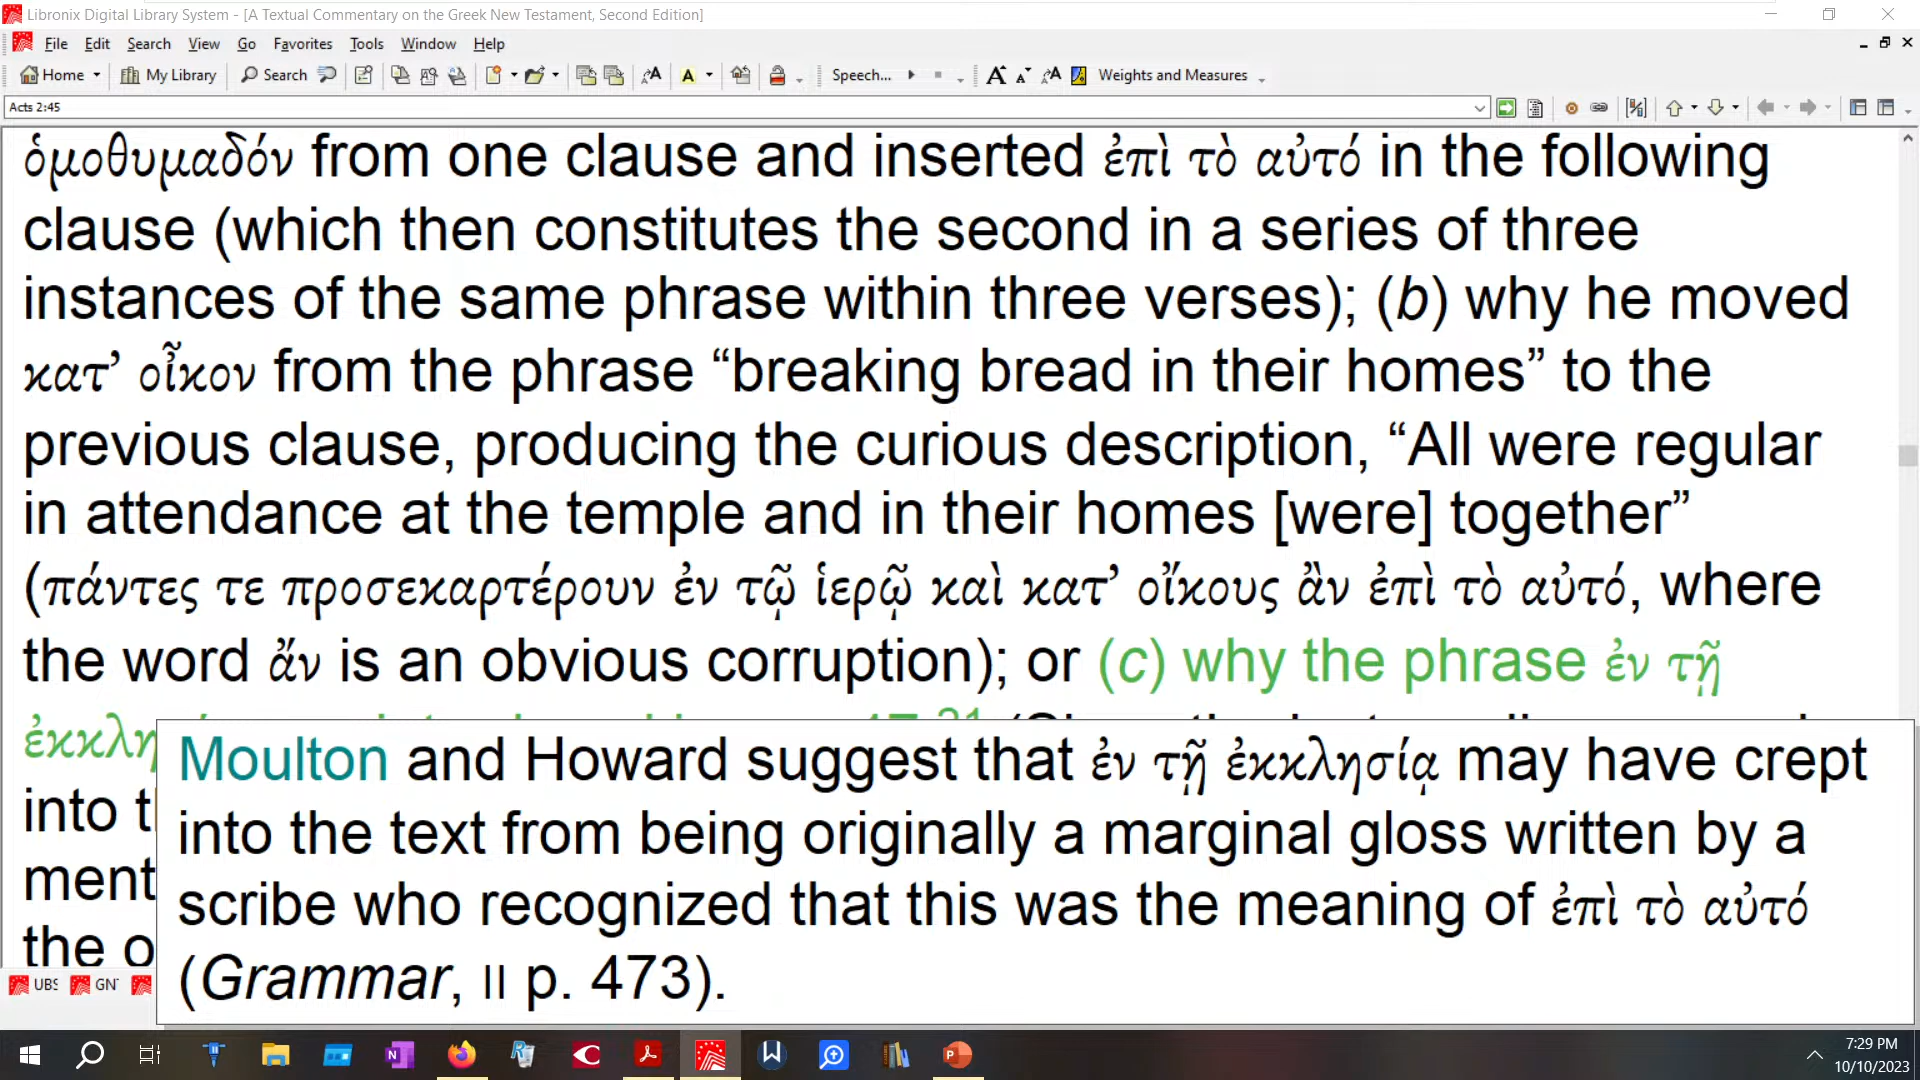 Libronix Digital Library System - [A Textual Commentary on the Greek New Testament, Second Edition]
File Edit Search View Go Favorites Tools Window Help
Home My Library Search Speech... Weights and Measures
Acts 2:45
ὁμοθυμαδόν from one clause and inserted ἐπὶ τὸ αὐτό in the following
clause (which then constitutes the second in a series of three
instances of the same phrase within three verses); (b) why he moved
κατ’ οἶκον from the phrase “breaking bread in their homes” to the
previous clause, producing the curious description, “All were regular
in attendance at the temple and in their homes [were] together”
(πάντες τε προσεκαρτέρουν ἐν τῷ ἱερῷ καὶ κατ’ οἴκους ἂν ἐπὶ τὸ αὐτό, where
the word ἄν is an obvious corruption); or (c) why the phrase ἐν τῇ
ἐκκλη
into t
ment
the o
Moulton and Howard suggest that ἐν τῇ ἐκκλησίᾳ may have crept
into the text from being originally a marginal gloss written by a
scribe who recognized that this was the meaning of ἐπὶ τὸ αὐτό
(Grammar, II p. 473).
UBS GNT
7:29 PM
10/10/2023